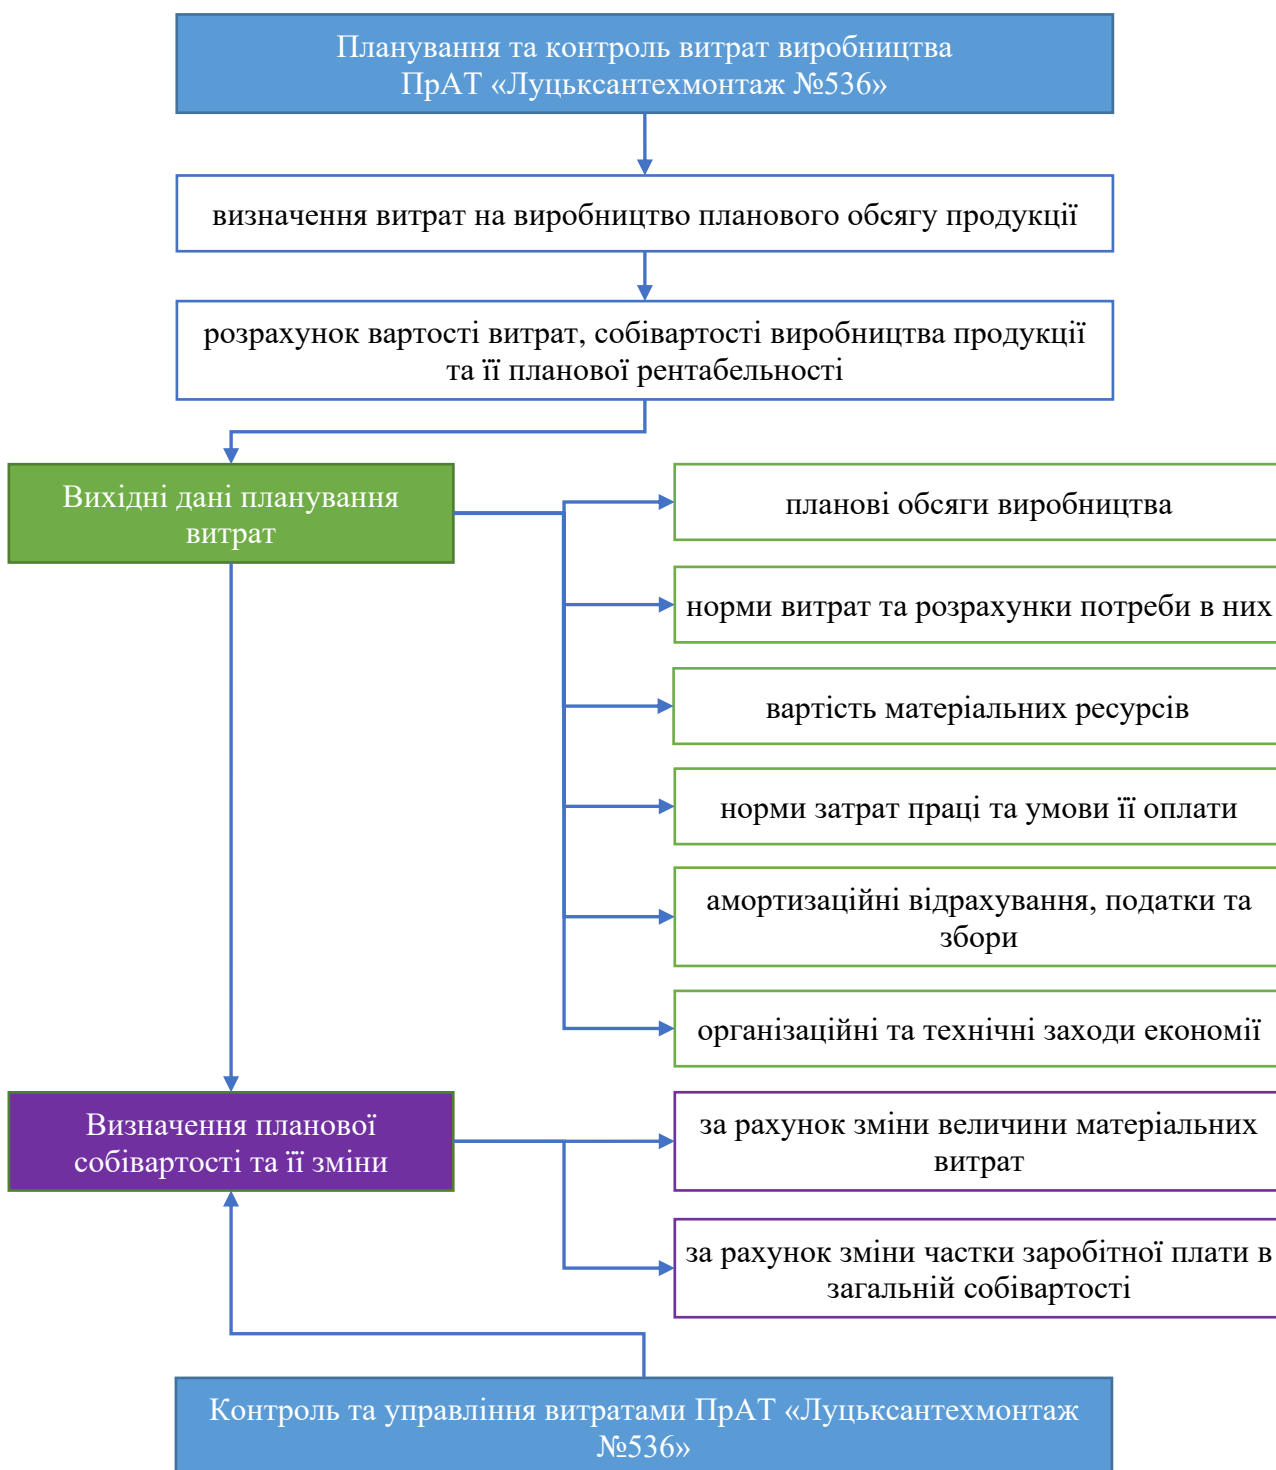 Планування та контроль витрат виробництва
ПрАТ «Луцьксантехмонтаж №536»
визначення витрат на виробництво планового обсягу продукції
розрахунок вартості витрат, собівартості виробництва продукції
та її планової рентабельності
Вихідні дані планування
витрат
планові обсяги виробництва
норми витрат та розрахунки потреби в них
вартість матеріальних ресурсів
норми затрат праці та умови її оплати
амортизаційні відрахування, податки та
збори
організаційні та технічні заходи економії
Визначення планової
собівартості та її зміни
за рахунок зміни величини матеріальних
витрат
за рахунок зміни частки заробітної плати в
загальній собівартості
Контроль та управління витратами ПрАТ «Луцьксантехмонтаж
№536»